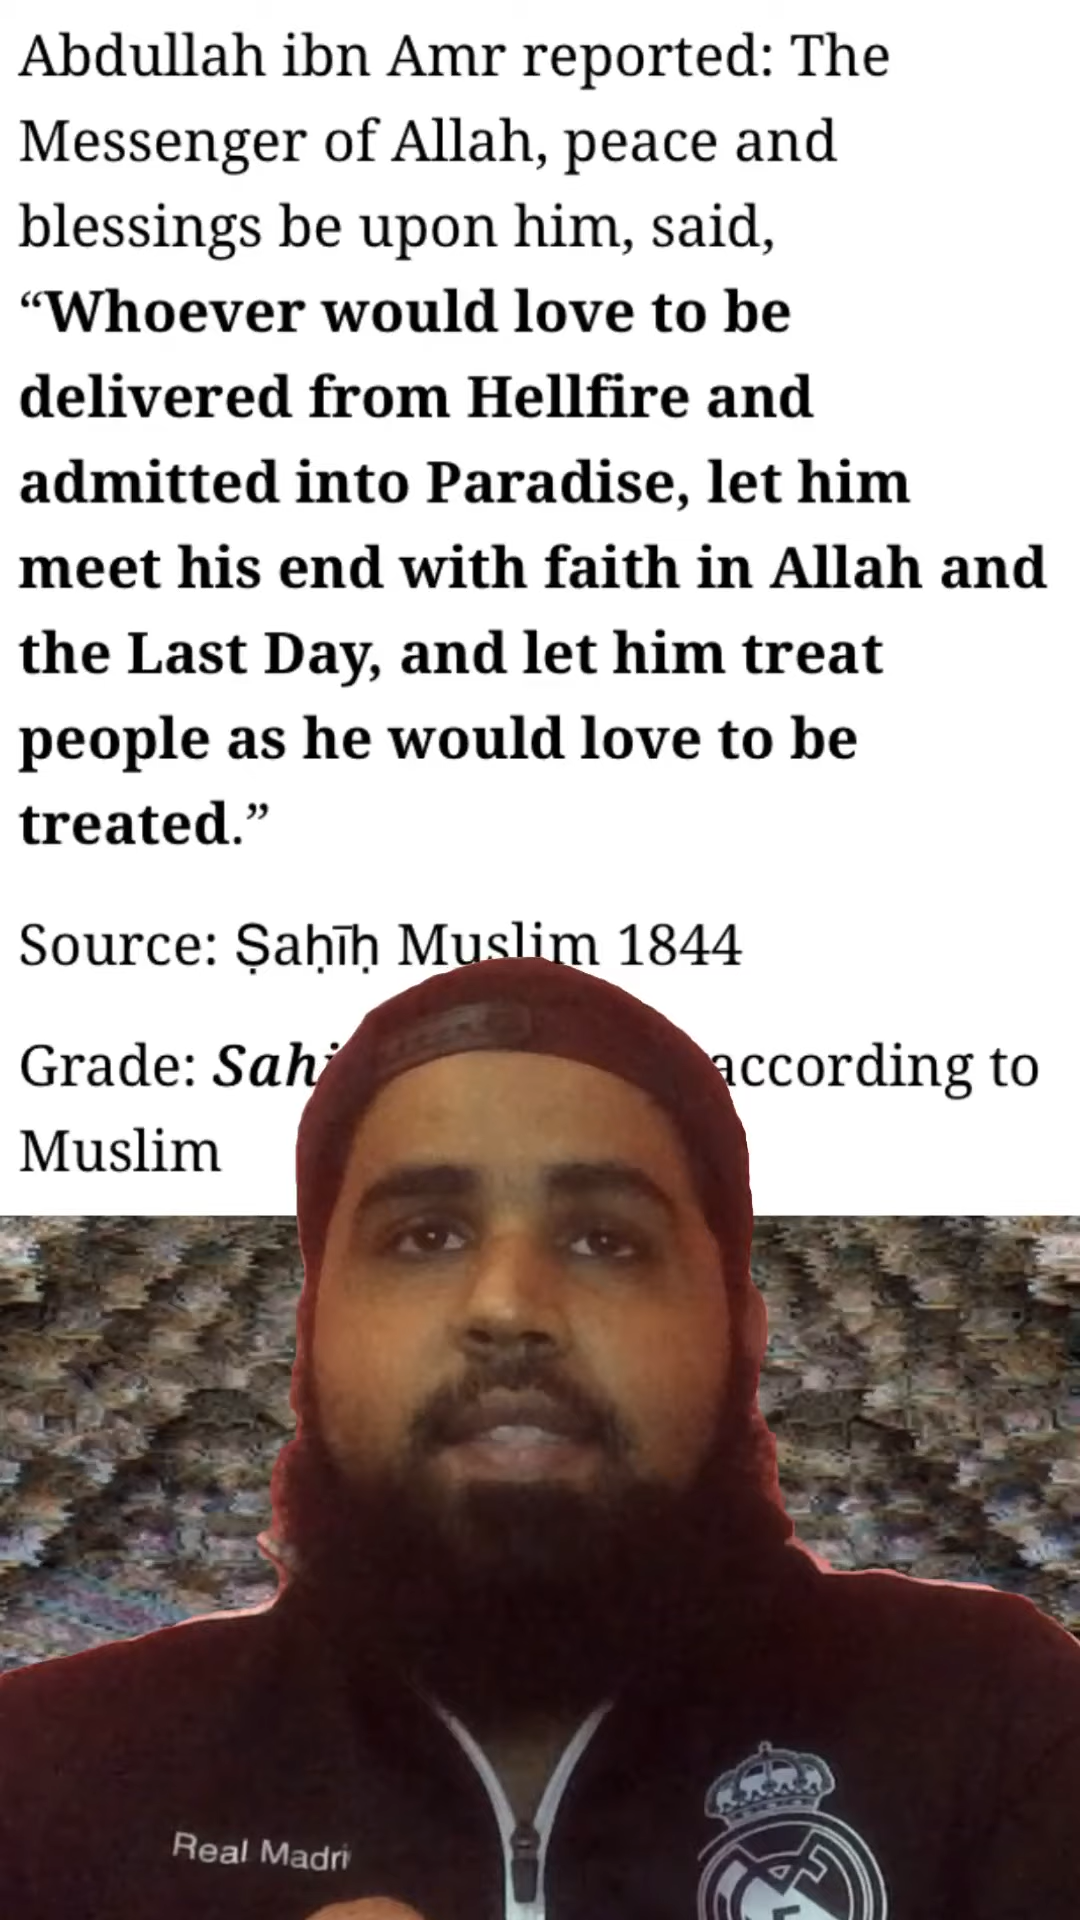 Abdullah ibn Amr reported: The
Messenger of Allah, peace and
blessings be upon him, said,
“Whoever would love to be
delivered from Hellfire and
admitted into Paradise, let him
meet his end with faith in Allah and
the Last Day, and let him treat
people as he would love to be
treated.”
Source: Ṣaḥīḥ Muslim 1844
Grade: according to
Muslim
Real Madri